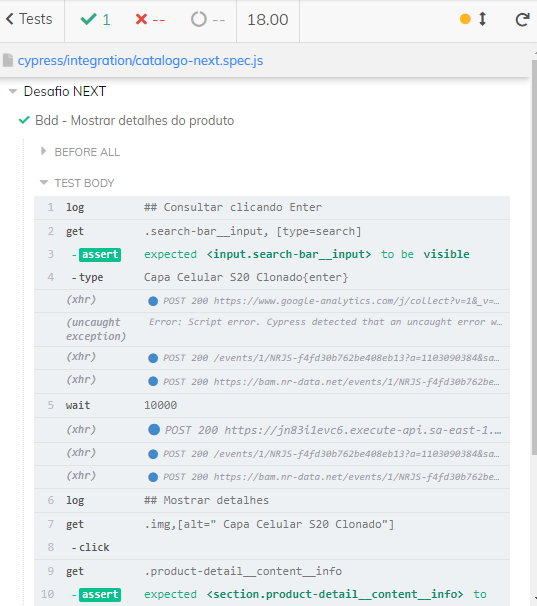 Tests 1 -- -- 18.00
cypress/integration/catalogo-next.spec.js
Desafio NEXT
Bdd - Mostrar detalhes do produto
BEFORE ALL
TEST BODY
1 log ## Consultar clicando Enter
2 get .search-bar__input, [type=search]
3 -assert expected <input.search-bar__input> to be visible
4 -type Capa Celular S20 Clonado{enter}
(xhr) POST 200 https://www.google-analytics.com/j/collect?v=1&_v=…
(uncaught exception) Error: Script error. Cypress detected that an uncaught error w…
(xhr) POST 200 /events/1/NRJS-f4fd30b762be408eb13?a=1103090384&sa…
(xhr) POST 200 https://bam.nr-data.net/events/1/NRJS-f4fd30b762be…
5 wait 10000
(xhr) POST 200 https://jn83i1evc6.execute-api.sa-east-1.…
(xhr) POST 200 /events/1/NRJS-f4fd30b762be408eb13?a=1103090384&sa…
(xhr) POST 200 https://bam.nr-data.net/events/1/NRJS-f4fd30b762be…
6 log ## Mostrar detalhes
7 get .img,[alt=" Capa Celular S20 Clonado"]
8 -click
9 get .product-detail__content__info
10 -assert expected <section.product-detail__content__info> to